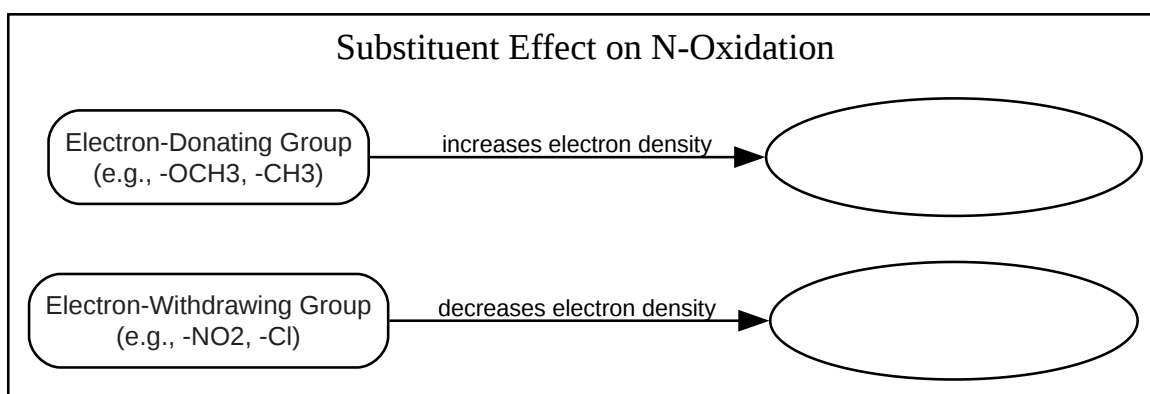 Substituent Effect on N-Oxidation
Electron-Donating Group
(e.g., -OCH3, -CH3)
increases electron density
Electron-Withdrawing Group
(e.g., -NO2, -Cl)
decreases electron density